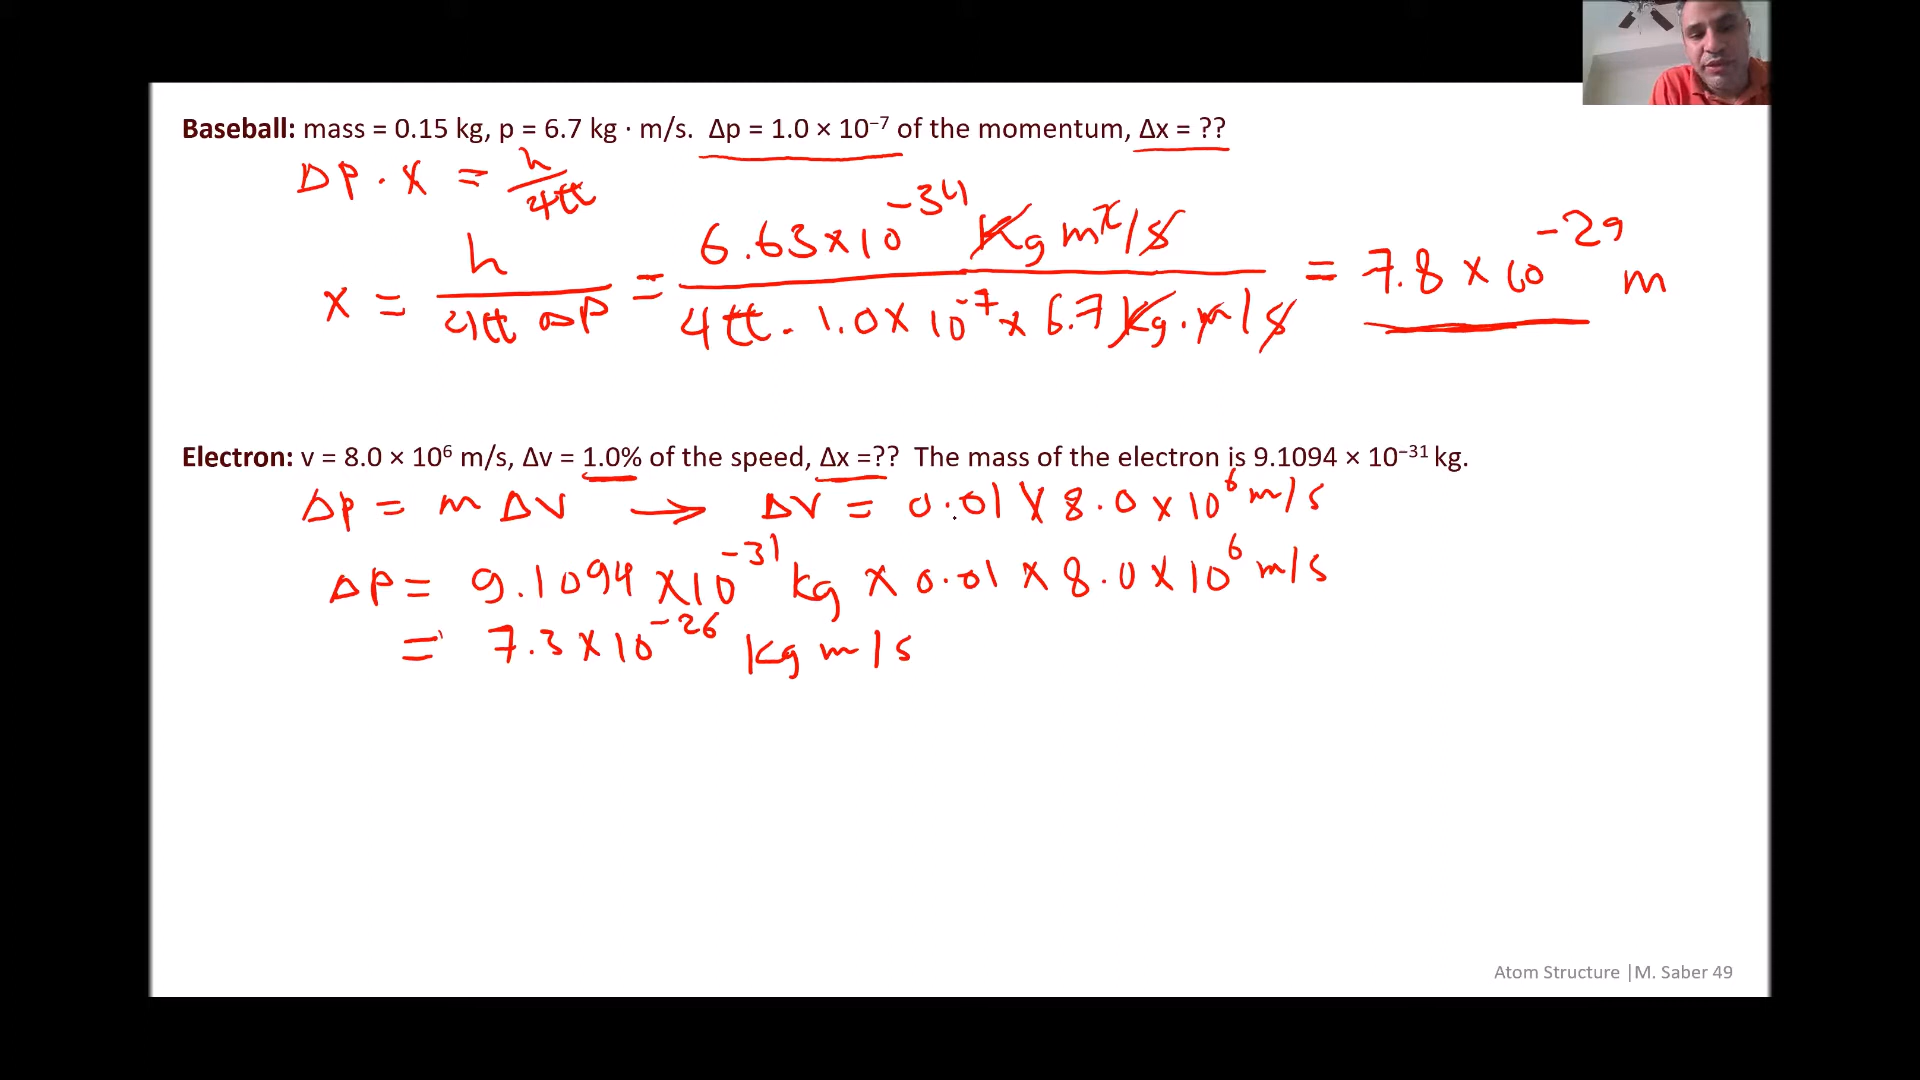 Baseball: mass = 0.15 kg, p = 6.7 kg · m/s. Δp = 1.0 × 10⁻⁷ of the momentum, Δx = ??
Δp · x = h/4π
x = h/4π Δp = 6.63 × 10⁻³⁴ Kg m²/s / 4π · 1.0 × 10⁻⁷ × 6.7 Kg · m/s = 7.8 × 10⁻²⁹ m
Electron: v = 8.0 × 10⁶ m/s, Δv = 1.0% of the speed, Δx =?? The mass of the electron is 9.1094 × 10⁻³¹ kg.
Δp = m Δv → Δv = 0.01 × 8.0 × 10⁶ m/s
Δp = 9.1094 × 10⁻³¹ kg × 0.01 × 8.0 × 10⁶ m/s
= 7.3 × 10⁻²⁶ kg m/s
Atom Structure |M. Saber 49